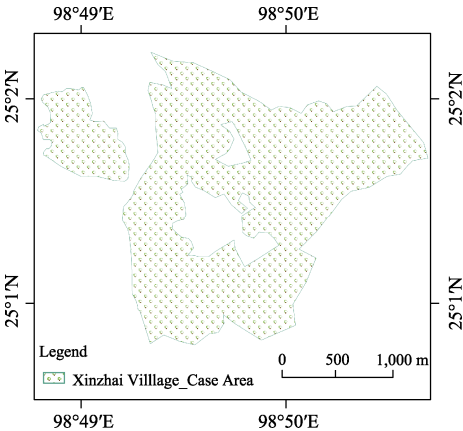 98°49′E 98°50′E
25°2′N 25°2′N
25°1′N 25°1′N
Legend
Xinzhai Villlage_Case Area
0 500 1,000 m
98°49′E 98°50′E